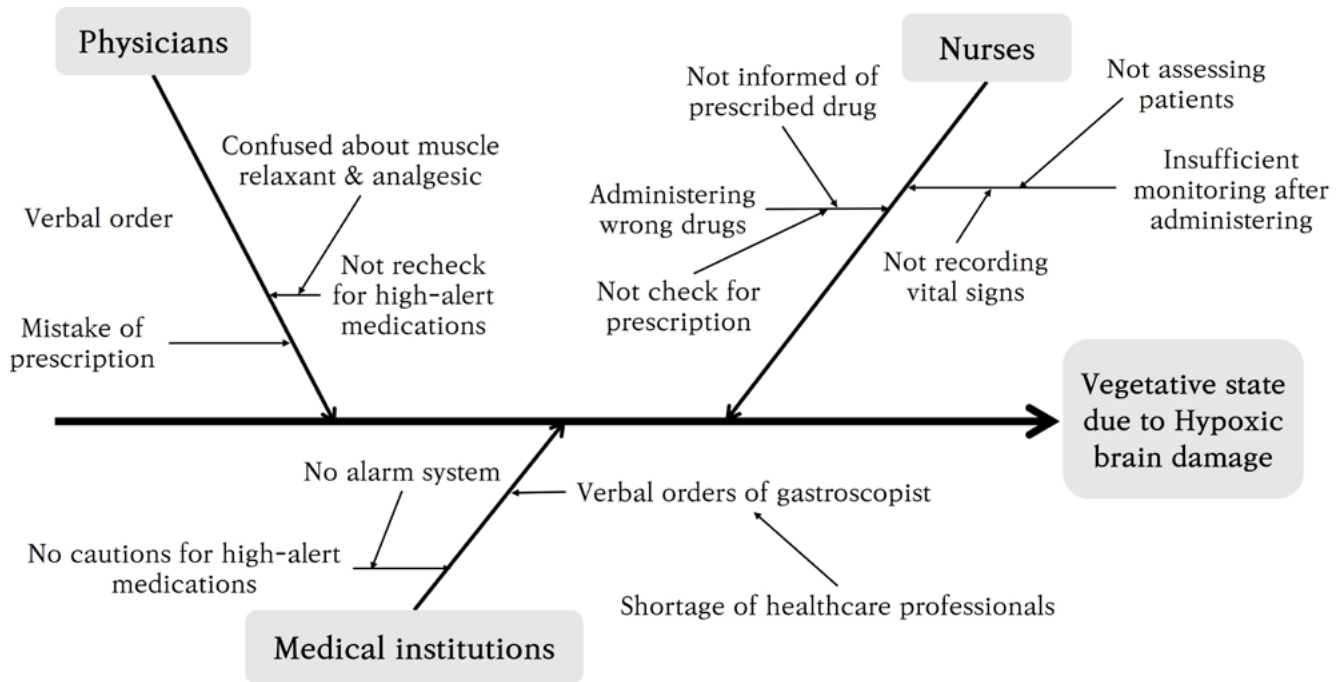 Physicians
Confused about muscle
relaxant & analgesic
Verbal order
Not recheck
for high-alert
medications
Mistake of
prescription
Nurses
Not informed of
prescribed drug
Not assessing
patients
Administering
wrong drugs
Insufficient
monitoring after
administering
Not check for
prescription
Not recording
vital signs
Vegetative state
due to Hypoxic
brain damage
No alarm system
Verbal orders of gastroscopist
No cautions for high-alert
medications
Shortage of healthcare professionals
Medical institutions